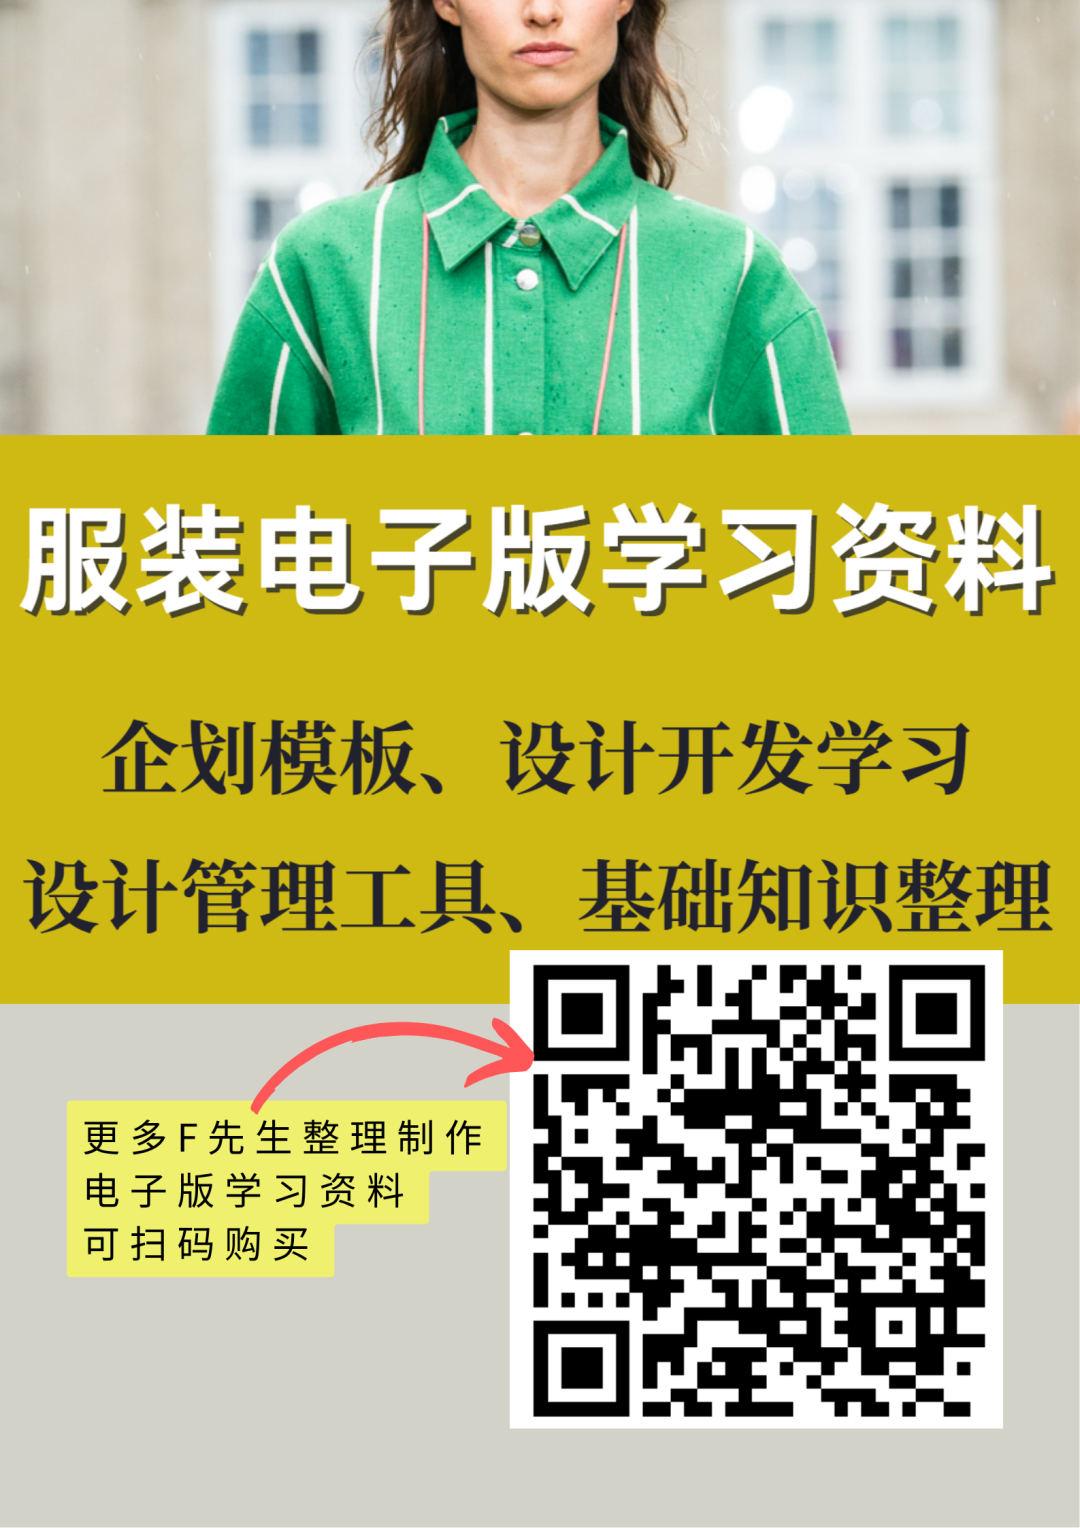 服装电子版学习资料
企划模板、设计开发学习
设计管理工具、基础知识整理
更多F先生整理制作
电子版学习资料
可扫码购买